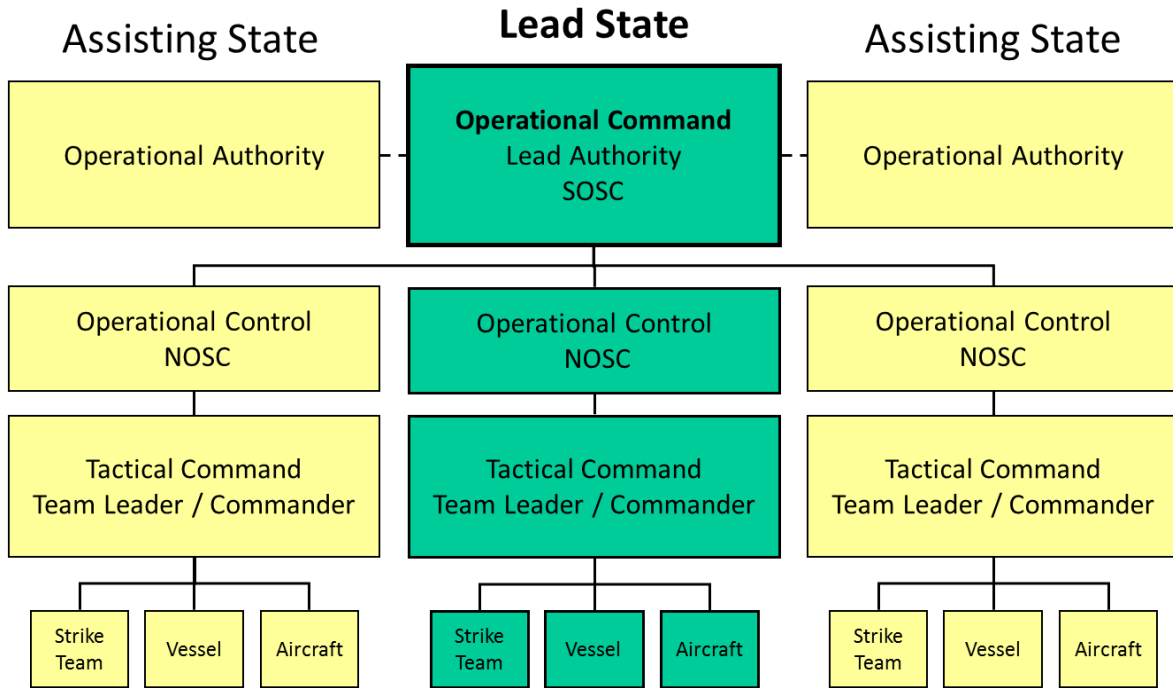 Assisting State
Lead State
Assisting State
Operational Authority
Operational Command
Lead Authority
SOSC
Operational Authority
Operational Control
NOSC
Operational Control
NOSC
Operational Control
NOSC
Tactical Command
Team Leader / Commander
Tactical Command
Team Leader / Commander
Tactical Command
Team Leader / Commander
Strike
Team
Vessel
Aircraft
Strike
Team
Vessel
Aircraft
Strike
Team
Vessel
Aircraft